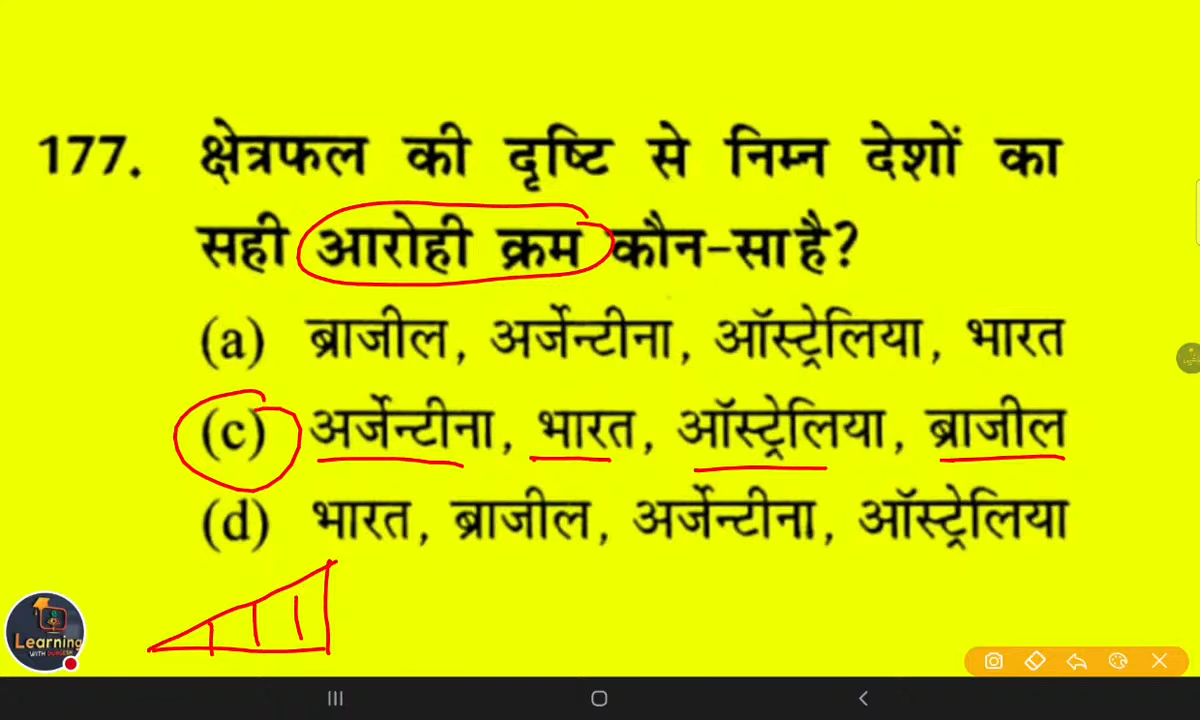 177. क्षेत्रफल की दृष्टि से निम्न देशों का
सही आरोही क्रम कौन-सा है?
(a) ब्राजील, अर्जेन्टीना, ऑस्ट्रेलिया, भारत
(c) अर्जेन्टीना, भारत, ऑस्ट्रेलिया, ब्राजील
(d) भारत, ब्राजील, अर्जेन्टीना, ऑस्ट्रेलिया
Learning